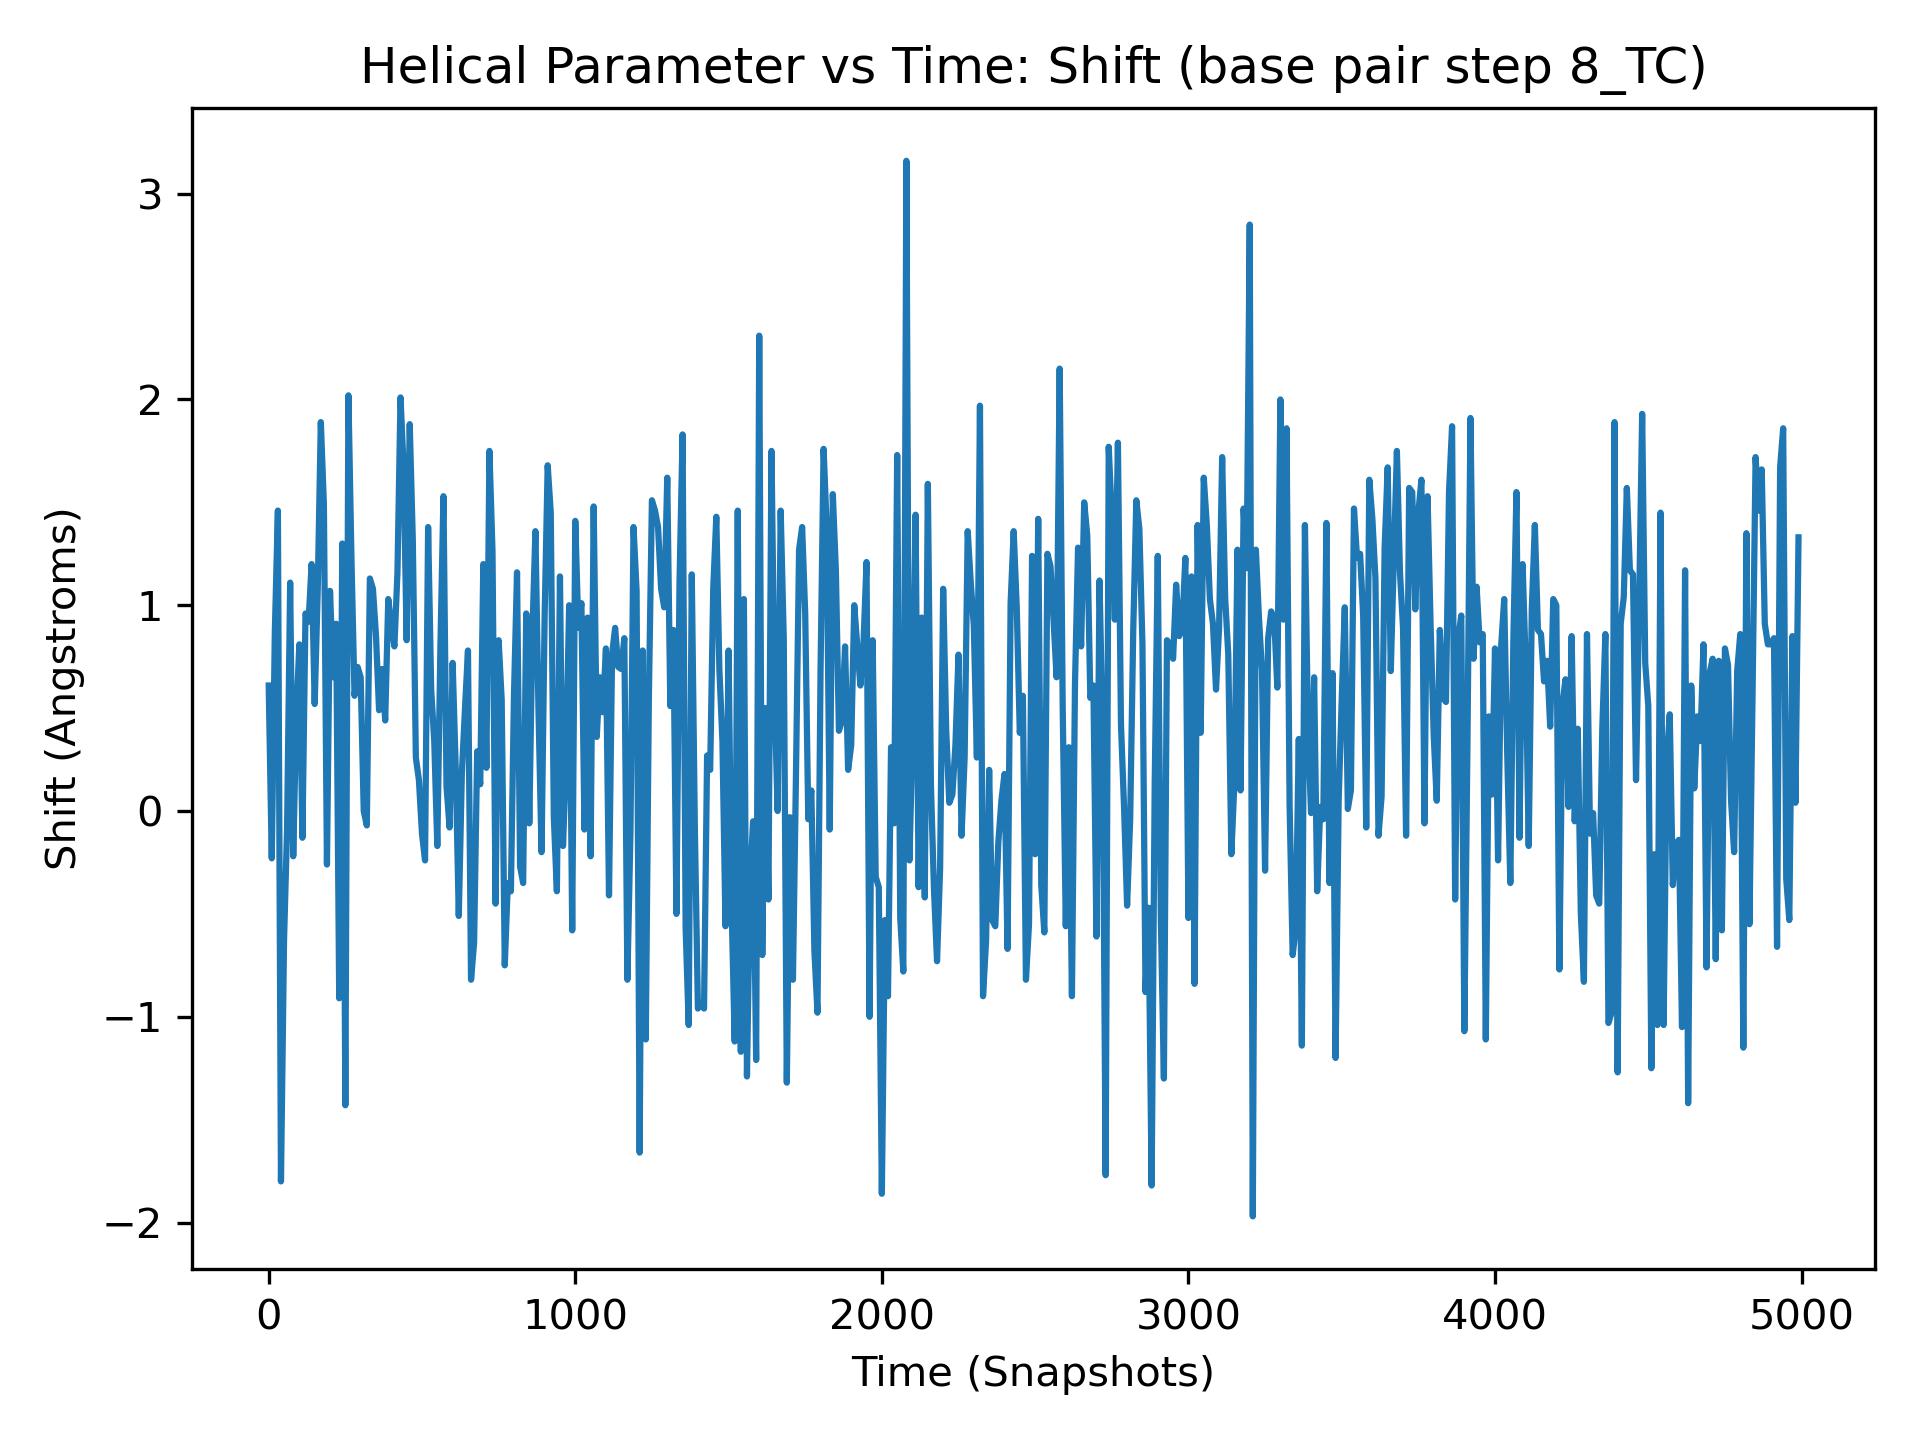 Helical Parameter vs Time: Shift (base pair step 8_TC)
Shift (Angstroms)
3
2
1
0
−1
−2
0 1000 2000 3000 4000 5000
Time (Snapshots)